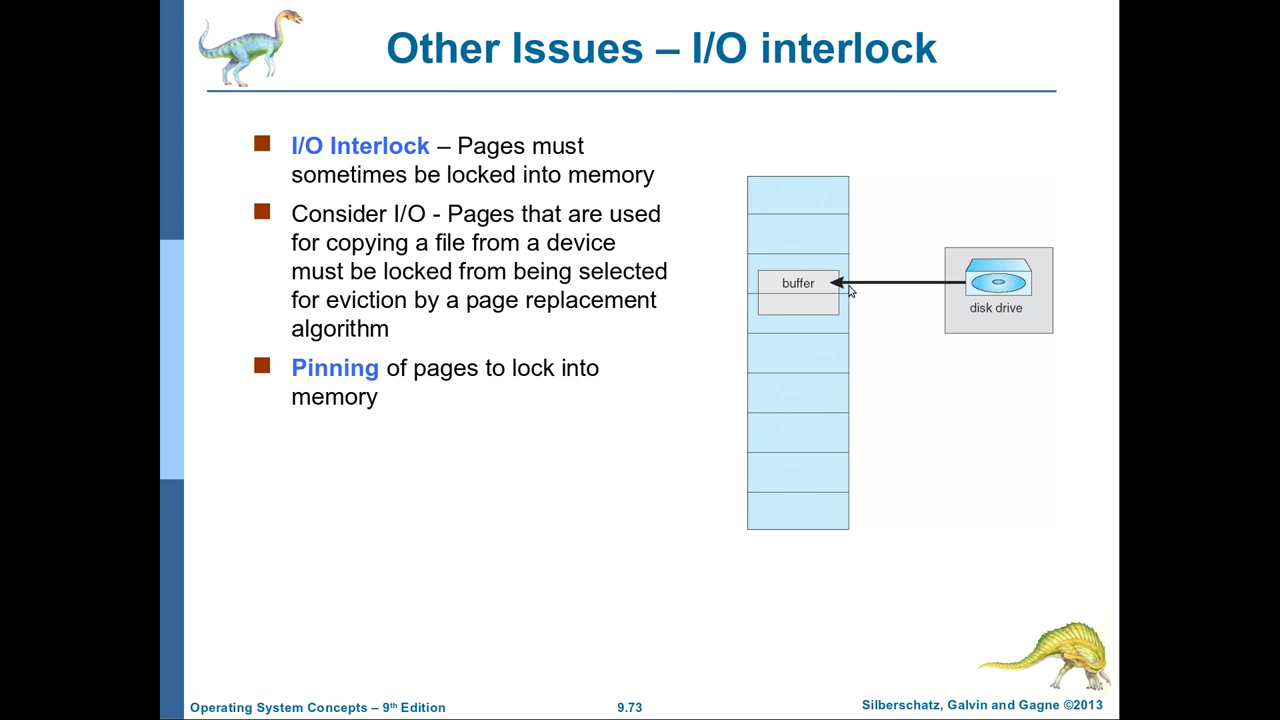 Other Issues – I/O interlock
I/O Interlock – Pages must
sometimes be locked into memory
Consider I/O - Pages that are used
for copying a file from a device
must be locked from being selected
for eviction by a page replacement
algorithm
Pinning of pages to lock into
memory
buffer
disk drive
Operating System Concepts – 9th Edition
9.73
Silberschatz, Galvin and Gagne ©2013